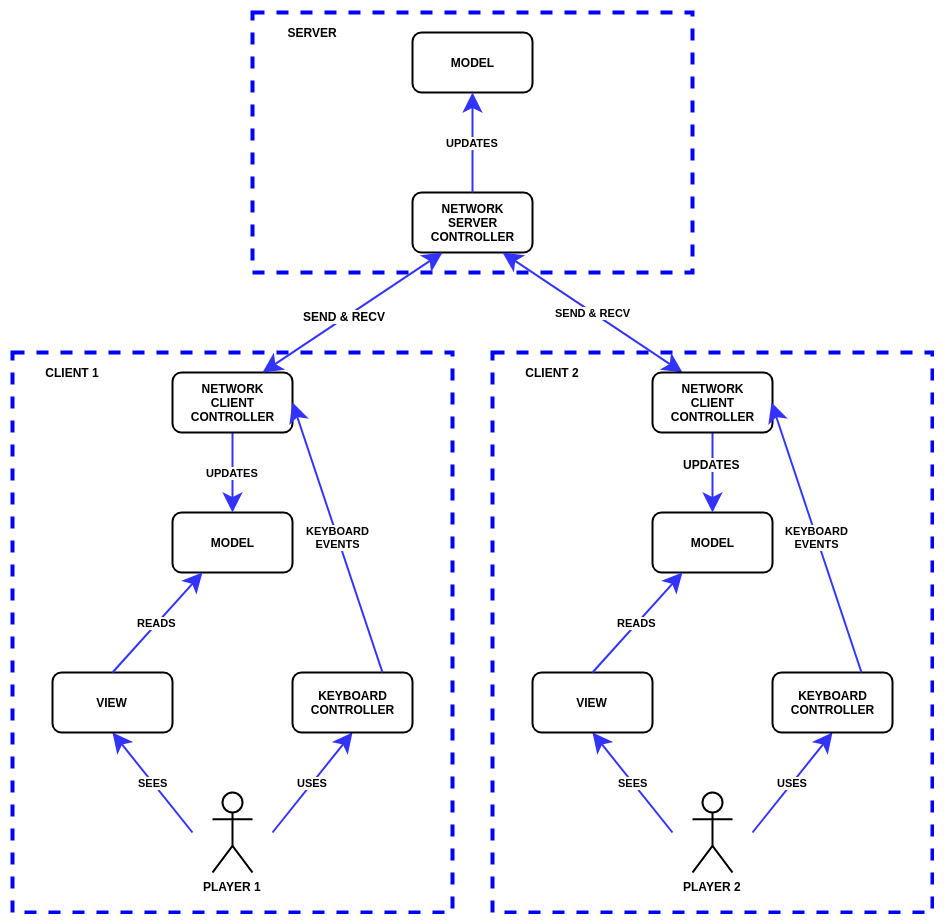 SERVER
MODEL
UPDATES
NETWORK
SERVER
CONTROLLER
SEND & RECV
SEND & RECV
CLIENT 1
NETWORK
CLIENT
CONTROLLER
UPDATES
MODEL
KEYBOARD
EVENTS
READS
VIEW
KEYBOARD
CONTROLLER
SEES
USES
PLAYER 1
CLIENT 2
NETWORK
CLIENT
CONTROLLER
UPDATES
MODEL
KEYBOARD
EVENTS
READS
VIEW
KEYBOARD
CONTROLLER
SEES
USES
PLAYER 2